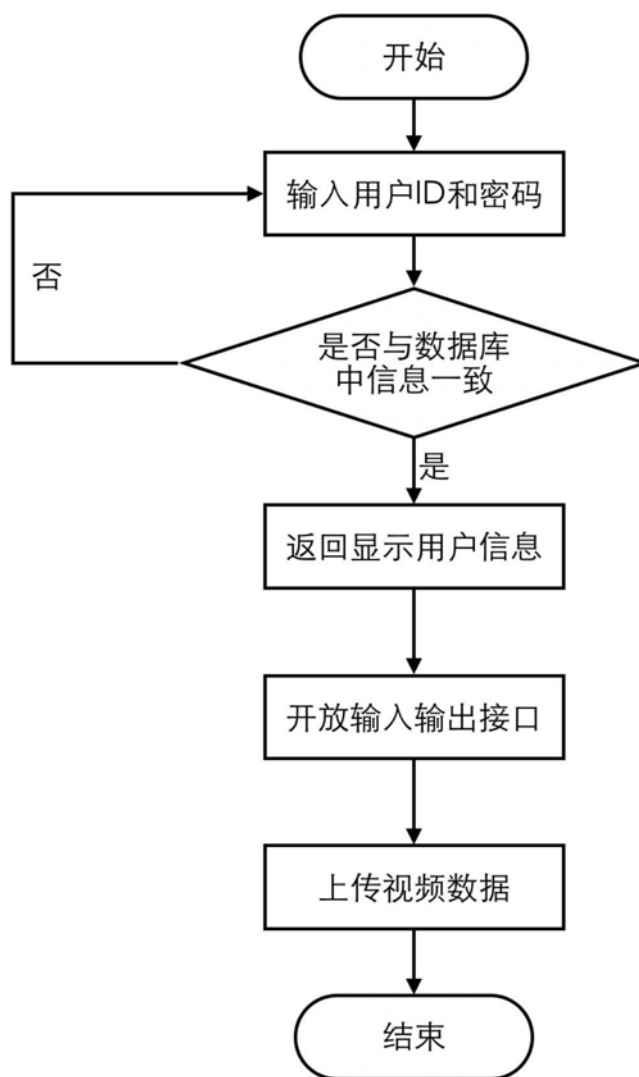 开始
输入用户ID和密码
否
是否与数据库
中信息一致
是
返回显示用户信息
开放输入输出接口
上传视频数据
结束